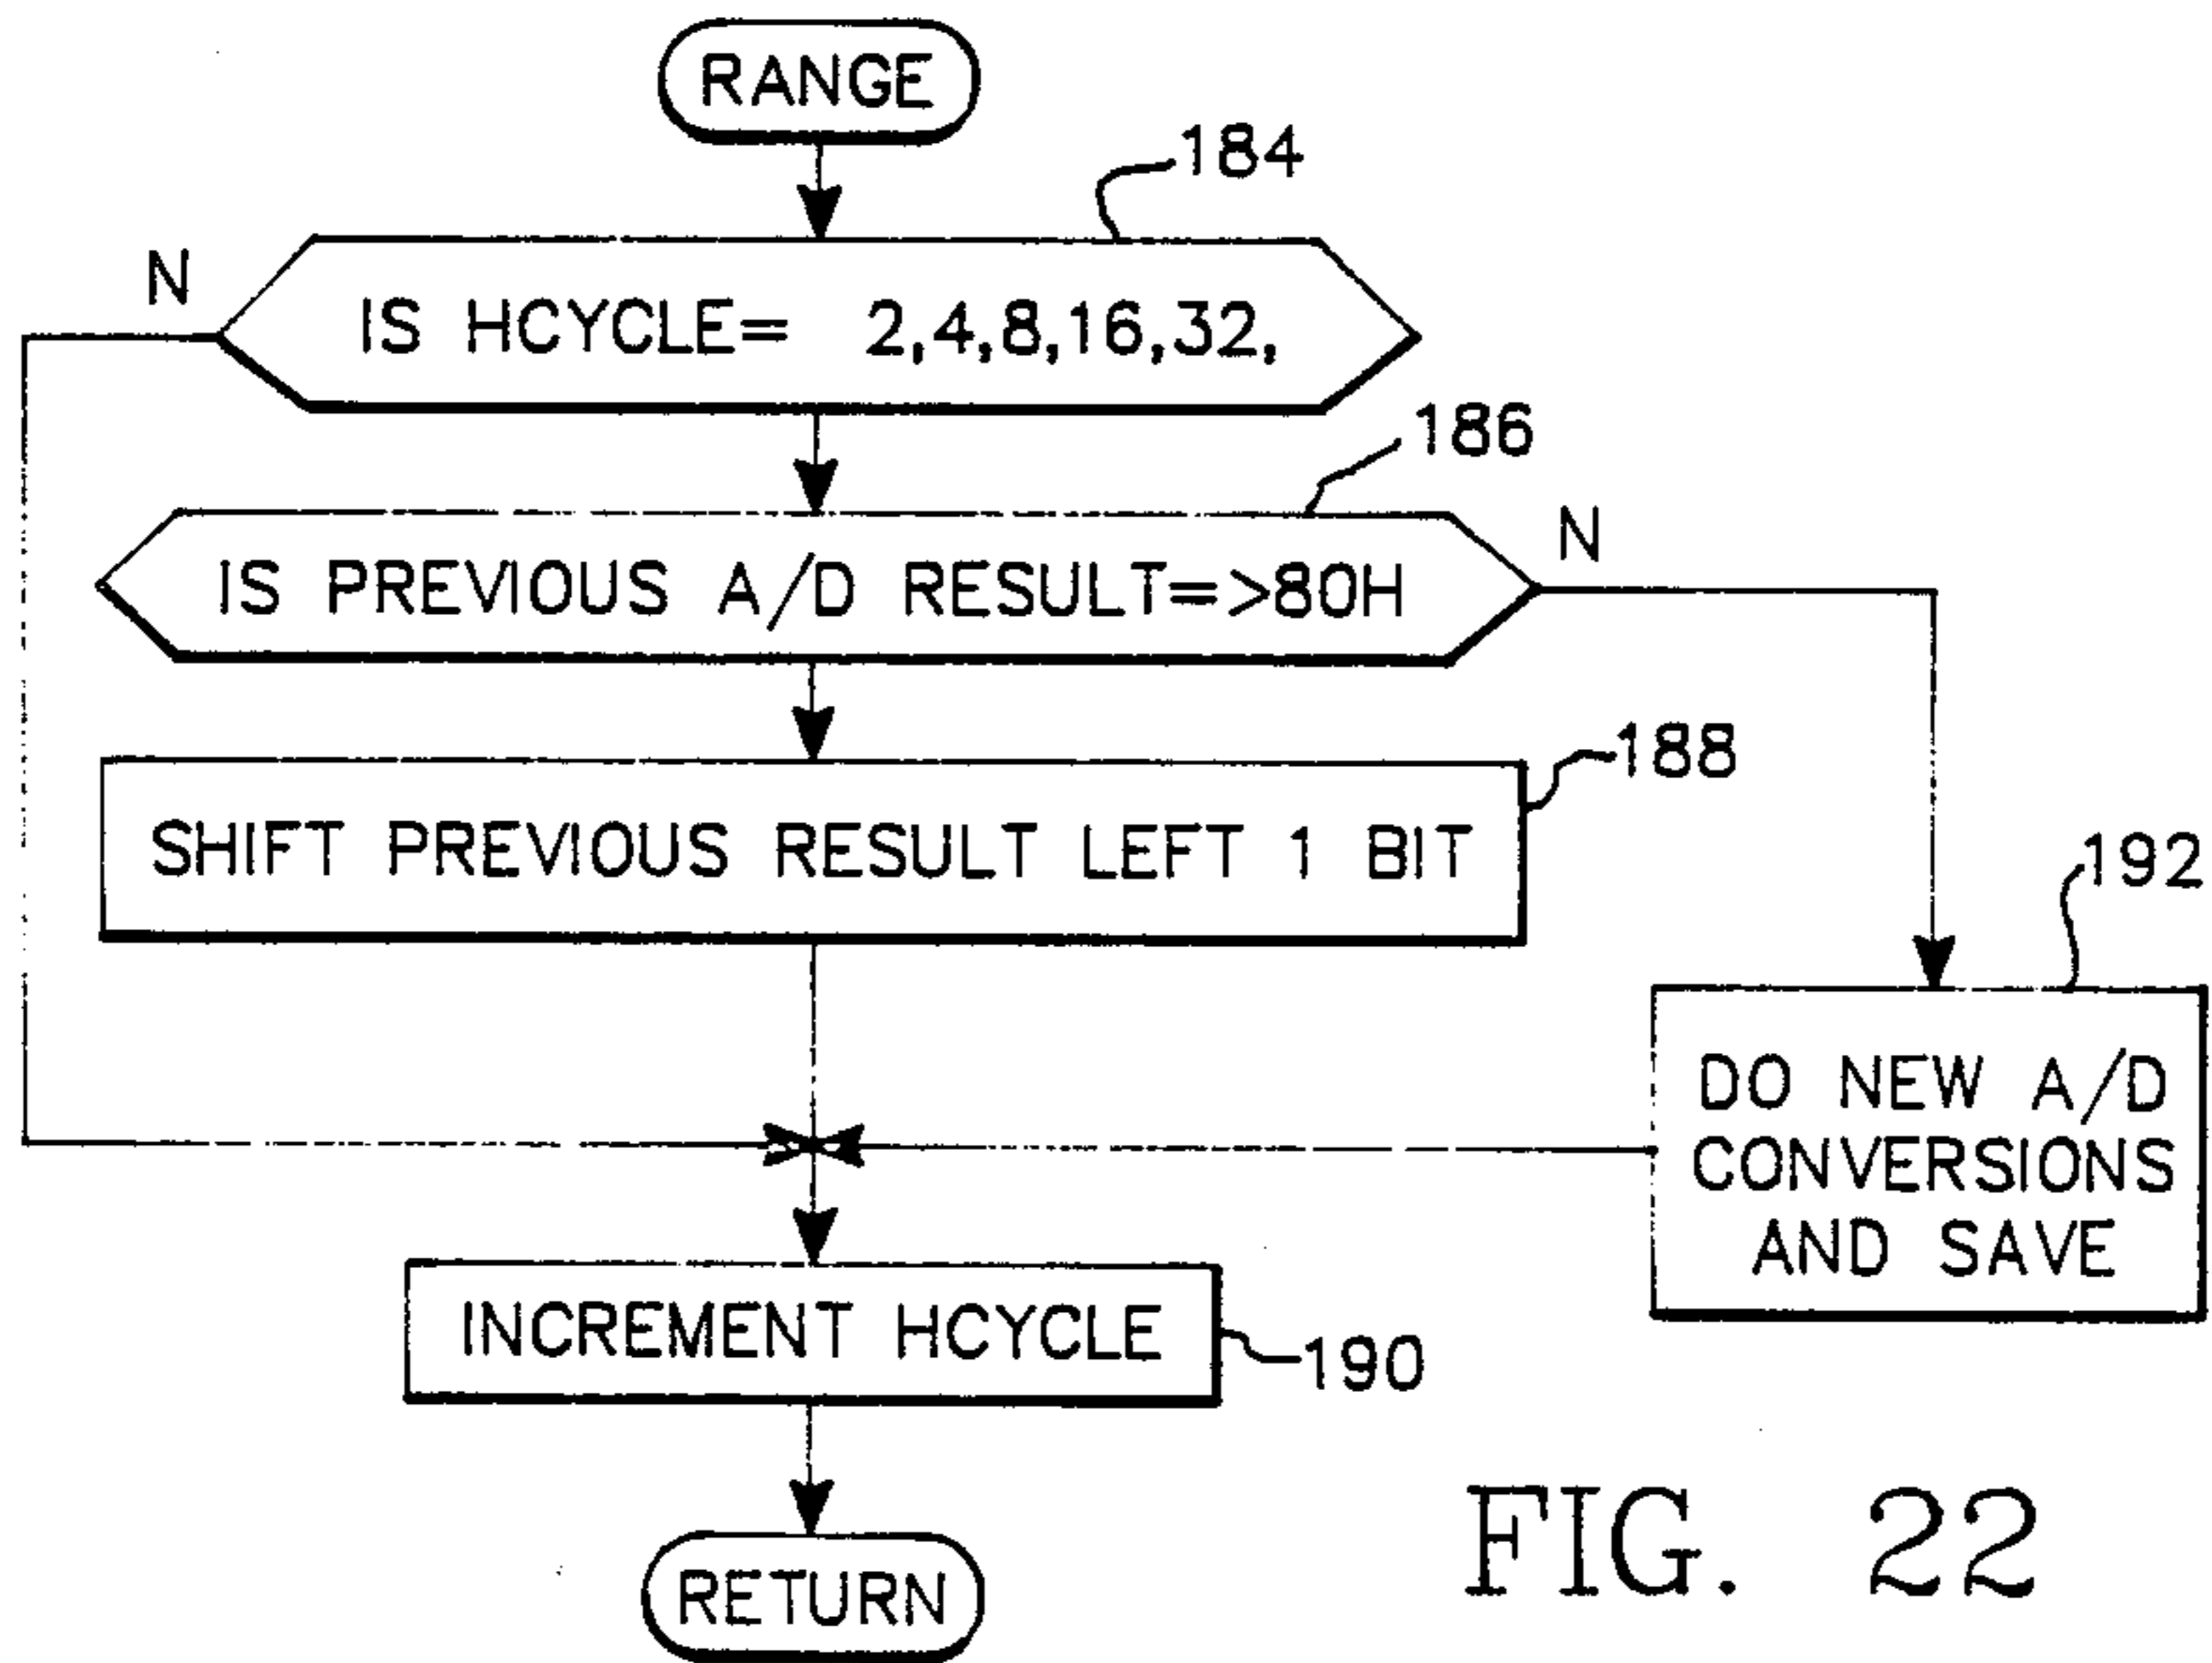 RANGE
184
N
IS HCYCLE= 2,4,8,16,32,
186
N
IS PREVIOUS A/D RESULT=>80H
188
SHIFT PREVIOUS RESULT LEFT 1 BIT
192
DO NEW A/D
CONVERSIONS
AND SAVE
INCREMENT HCYCLE
190
RETURN
FIG. 22